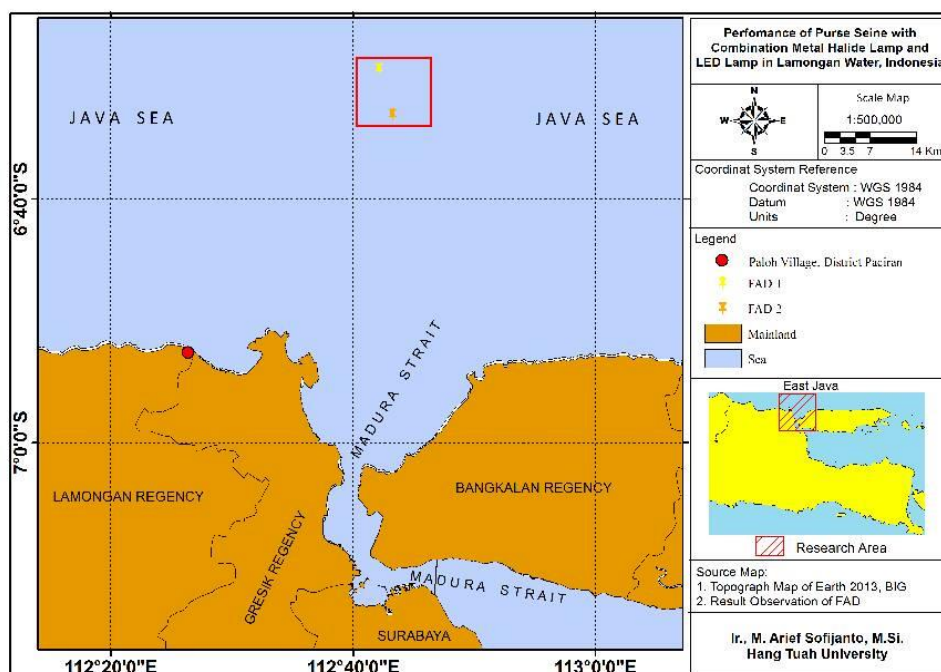 JAVA SEA
JAVA SEA
6°40'0"S
7°0'0"S
MADURA STRAIT
LAMONGAN REGENCY
GRESIK REGENCY
BANGKALAN REGENCY
MADURA STRAIT
SURABAYA
112°20'0"E
112°40'0"E
113°0'0"E
Perfomance of Purse Seine with
Combination Metal Halide Lamp and
LED Lamp in Lamongan Water, Indonesia
N
W
E
S
Scale Map
1:500,000
0 3.5 7 14 Km
Coordinat System Reference
Coordinat System : WGS 1984
Datum : WGS 1984
Units : Degree
Legend
Paloh Village, District Paciran
FAD 1
FAD 2
Mainland
Sea
East Java
Research Area
Source Map:
1. Topograph Map of Earth 2013, BIG
2. Result Observation of FAD
Ir., M. Arief Sofijanto, M.Si.
Hang Tuah University